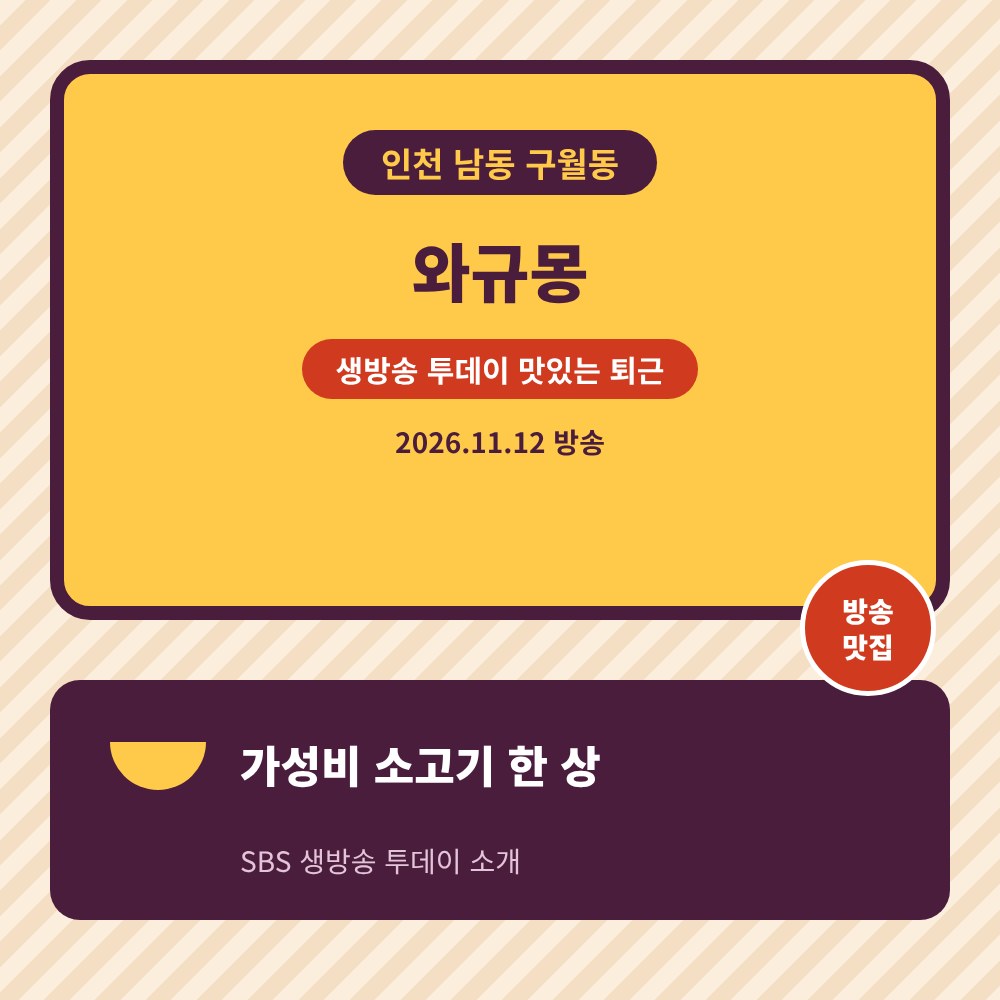 인천 남동 구월동
와규몽
생방송 투데이 맛있는 퇴근
2026.11.12 방송
방송
맛집
가성비 소고기 한 상
SBS 생방송 투데이 소개